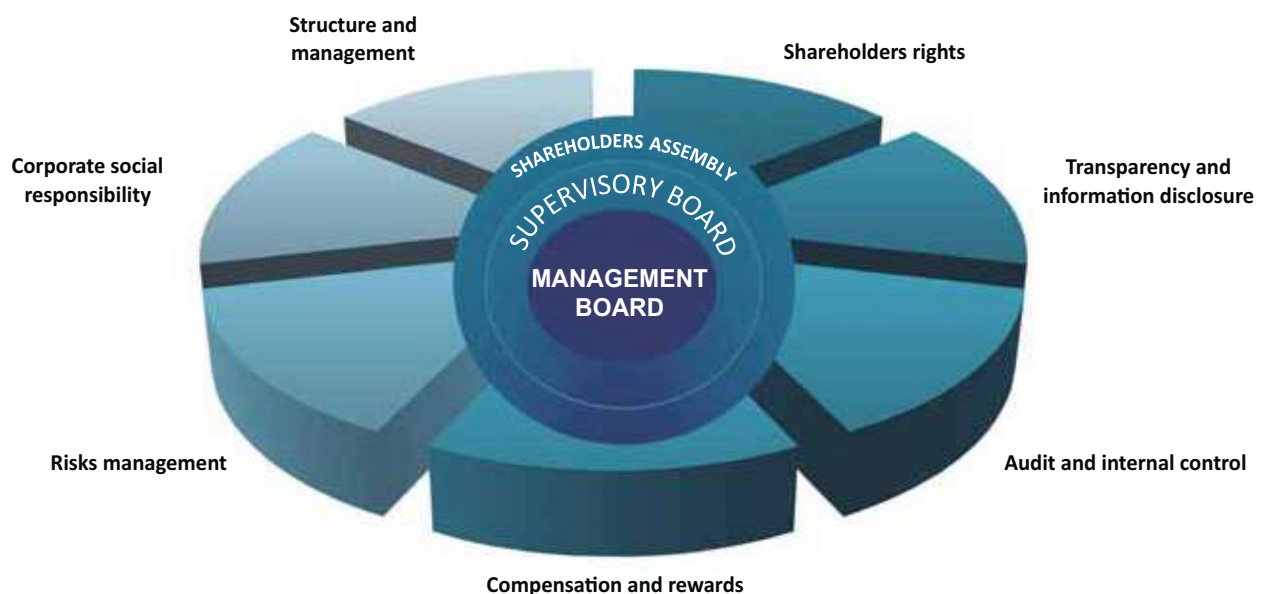 Structure and
management
Shareholders rights
Corporate social
responsibility
SHAREHOLDERS ASSEMBLY
SUPERVISORY BOARD
MANAGEMENT
BOARD
Transparency and
information disclosure
Risks management
Audit and internal control
Compensation and rewards